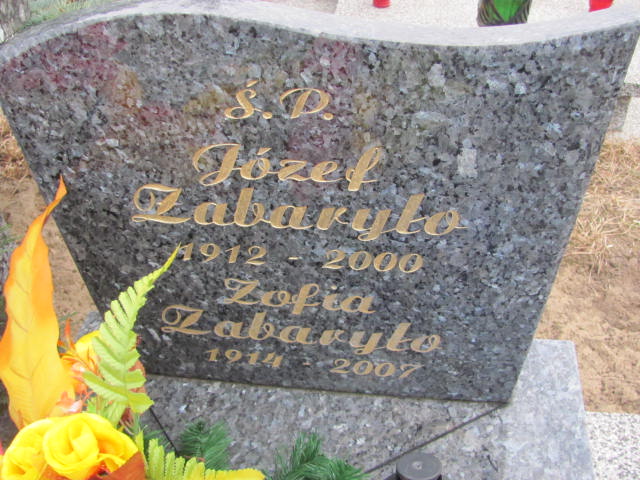 Ś. P.
Józef
Zabaryło
1912 - 2000
Zofia
Zabaryło
1914 - 2007